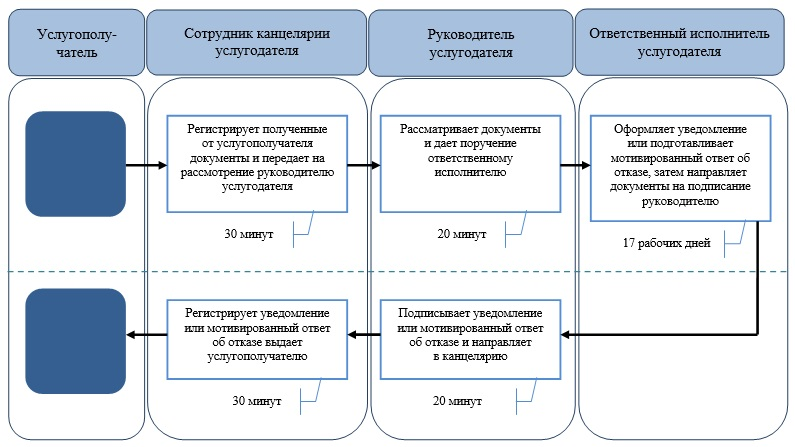 Услугополу-
чатель
Сотрудник канцелярии
услугодателя
Руководитель
услугодателя
Ответственный исполнитель
услугодателя
Регистрирует полученные
от услугополучателя
документы и передает на
рассмотрение руководителю
услугодателя
Рассматривает документы
и дает поручение
ответственному
исполнителю
Оформляет уведомление
или подготавливает
мотивированный ответ об
отказе, затем направляет
документы на подписание
руководителю
30 минут
20 минут
17 рабочих дней
Регистрирует уведомление
или мотивированный ответ
об отказе выдает
услугополучателю
Подписывает уведомление
или мотивированный ответ
об отказе и направляет
в канцелярию
30 минут
20 минут